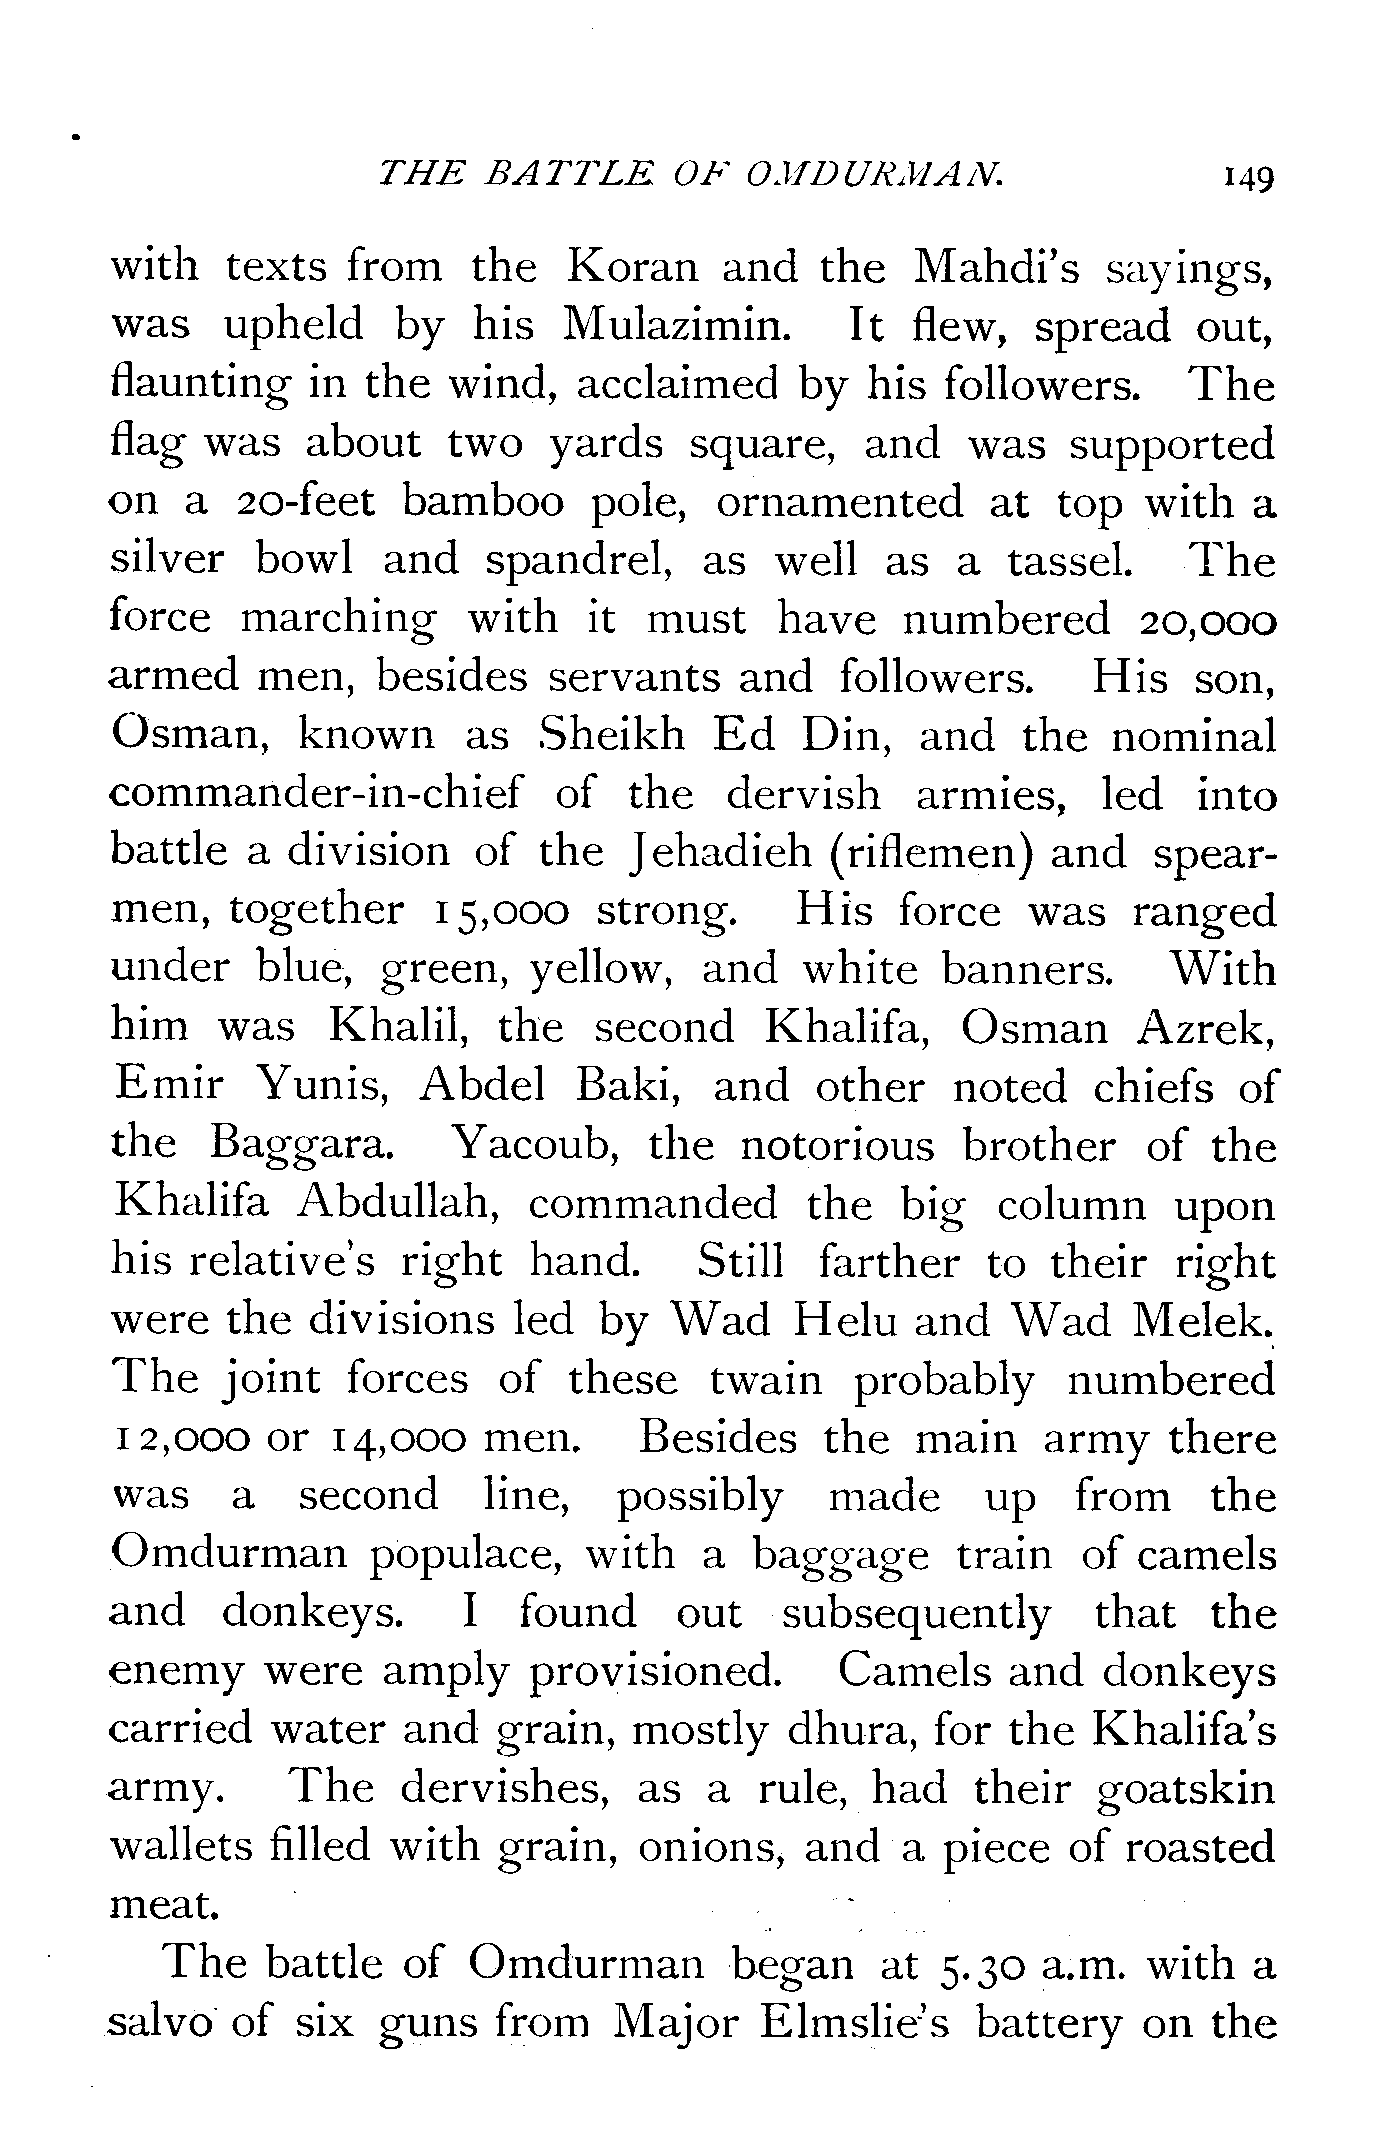 THE BATTLE OF OMDURMAN. 149
with texts from the Koran and the Mahdi's sayings,
was upheld by his Mulazimin. It flew, spread out,
flaunting in the wind, acclaimed by his followers. The
flag was about two yards square, and was supported
on a 20-feet bamboo pole, ornamented at top with a
silver bowl and spandrel, as well as a tassel. The
force marching with it must have numbered 20,000
armed men, besides servants and followers. His son,
Osman, known as Sheikh Ed Din, and the nominal
commander-in-chief of the dervish armies, led into
battle a division of the Jehadieh (riflemen) and spear-
men, together 15,000 strong. His force was ranged
under blue, green, yellow, and white banners. With
him was Khalil, the second Khalifa, Osman Azrek,
Emir Yunis, Abdel Baki, and other noted chiefs of
the Baggara. Yacoub, the notorious brother of the
Khalifa Abdullah, commanded the big column upon
his relative's right hand. Still farther to their right
were the divisions led by Wad Helu and Wad Melek.
The joint forces of these twain probably numbered
12,000 or 14,000 men. Besides the main army there
was a second line, possibly made up from the
Omdurman populace, with a baggage train of camels
and donkeys. I found out subsequently that the
enemy were amply provisioned. Camels and donkeys
carried water and grain, mostly dhura, for the Khalifa's
army. The dervishes, as a rule, had their goatskin
wallets filled with grain, onions, and a piece of roasted
meat.
The battle of Omdurman began at 5.30 a.m. with a
salvo of six guns from Major Elmslie's battery on the